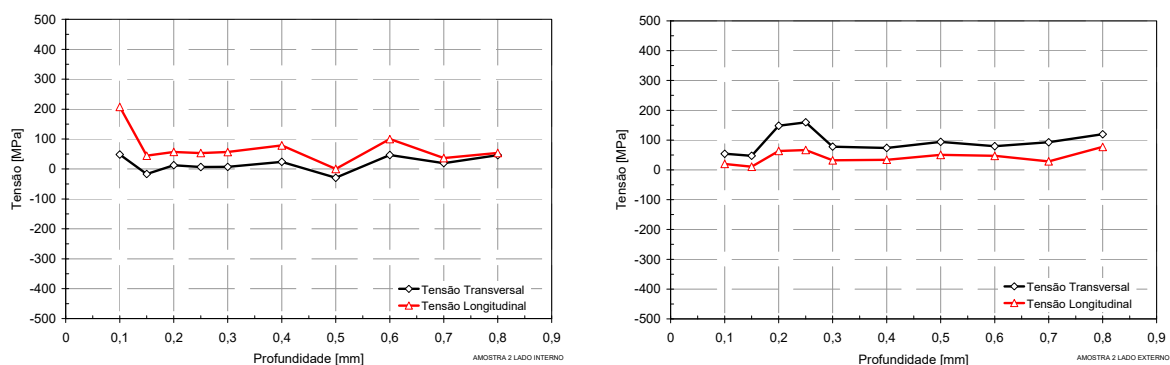 500
400
300
200
100
0
-100
-200
-300
-400
-500
Tensão [MPa]
0 0,1 0,2 0,3 0,4 0,5 0,6 0,7 0,8 0,9
Profundidade [mm]
Tensão Transversal
Tensão Longitudinal
AMOSTRA 2 LADO INTERNO
500
400
300
200
100
0
-100
-200
-300
-400
-500
Tensão [MPa]
0 0,1 0,2 0,3 0,4 0,5 0,6 0,7 0,8 0,9
Profundidade [mm]
Tensão Transversal
Tensão Longitudinal
AMOSTRA 2 LADO EXTERNO